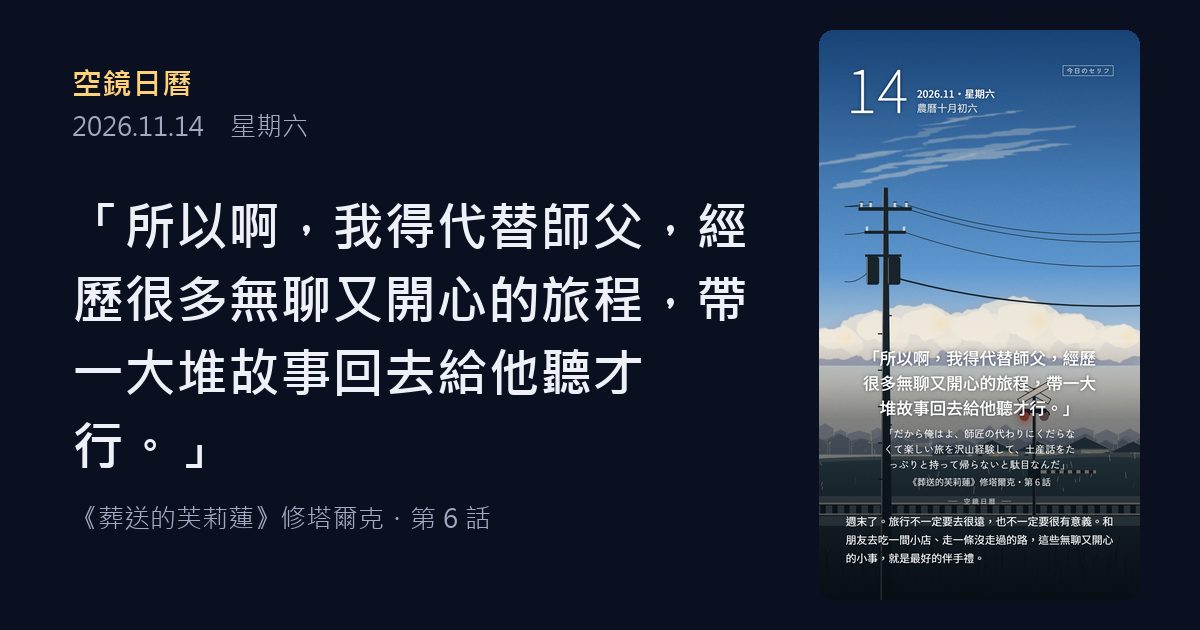 空鏡日曆
2026.11.14 星期六
「所以啊，我得代替師父，經
歷很多無聊又開心的旅程，帶
一大堆故事回去給他聽才
行。」
《葬送的芙莉蓮》修塔爾克・第 6 話
14
2026.11・星期六
農曆十月初六
今日のセリフ
「所以啊，我得代替師父，經歷
很多無聊又開心的旅程，帶一大
堆故事回去給他聽才行。」
「だから俺はよ、師匠の代わりにくだらな
くて楽しい旅を沢山経験して、土産話をた
っぷりと持って帰らないと駄目なんだ」
《葬送的芙莉蓮》修塔爾克・第 6 話
空鏡日曆
週末了。旅行不一定要去很遠，也不一定要很有意義。和
朋友去吃一間小店、走一條沒走過的路，這些無聊又開心
的小事，就是最好的伴手禮。